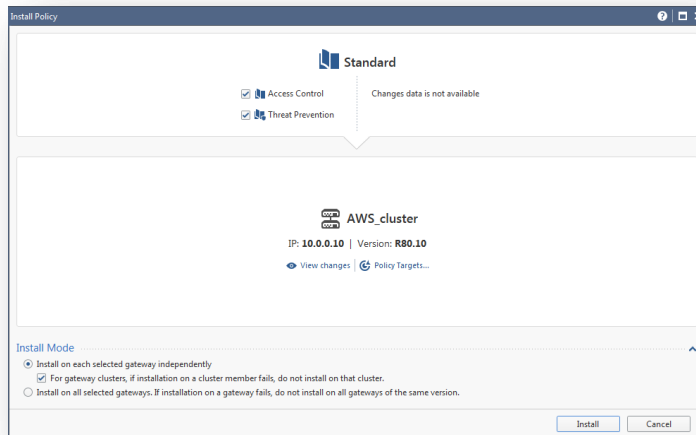 Install Policy
Standard
Access Control
Changes data is not available
Threat Prevention
AWS_cluster
IP: 10.0.0.10 | Version: R80.10
View changes | Policy Targets...
Install Mode
Install on each selected gateway independently
For gateway clusters, if installation on a cluster member fails, do not install on that cluster.
Install on all selected gateways. If installation on a gateway fails, do not install on all gateways of the same version.
Install Cancel